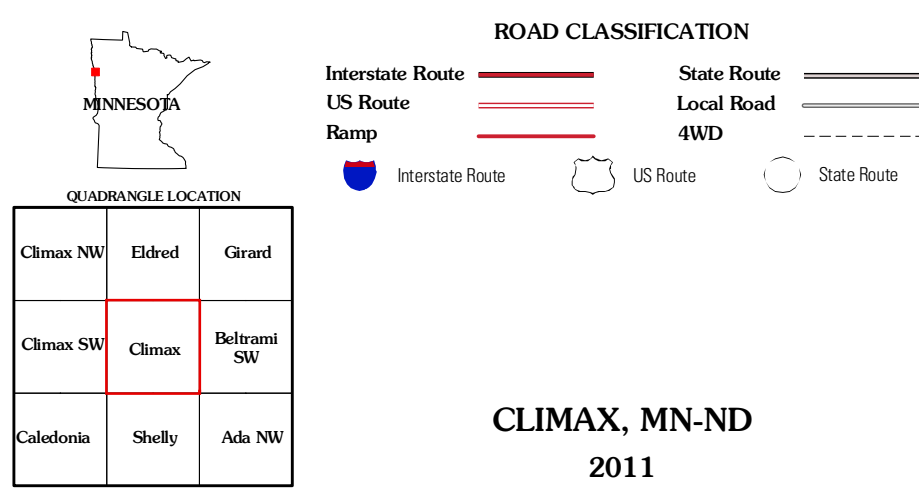 MINNESOTA
QUADRANGLE LOCATION
Climax NW Eldred Girard
Climax SW Climax Beltrami
SW
Caledonia Shelly Ada NW
ROAD CLASSIFICATION
Interstate Route State Route
US Route Local Road
Ramp 4WD
Interstate Route US Route State Route
CLIMAX, MN-ND
2011